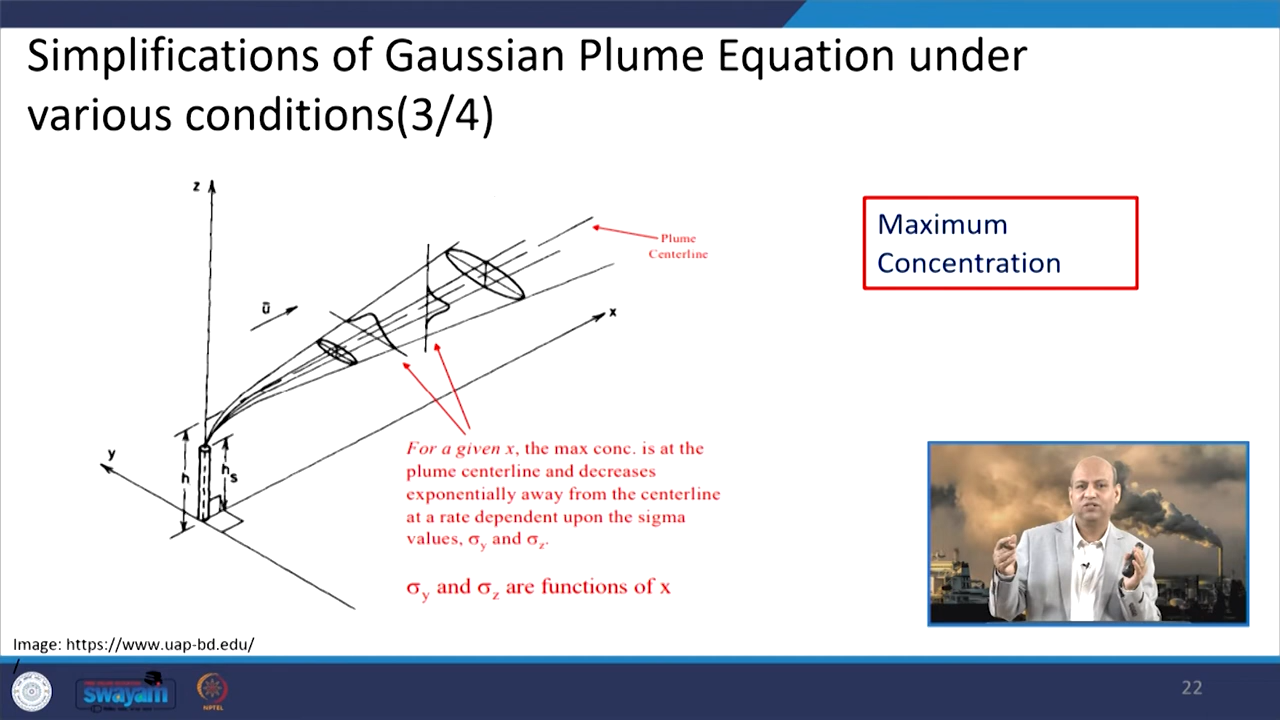 Simplifications of Gaussian Plume Equation under
various conditions(3/4)
z
Plume
Centerline
Maximum
Concentration
ū
x
y
h
hs
For a given x, the max conc. is at the
plume centerline and decreases
exponentially away from the centerline
at a rate dependent upon the sigma
values, σy and σz.
σy and σz are functions of x
Image: https://www.uap-bd.edu/
/
swayam
NPTEL
22